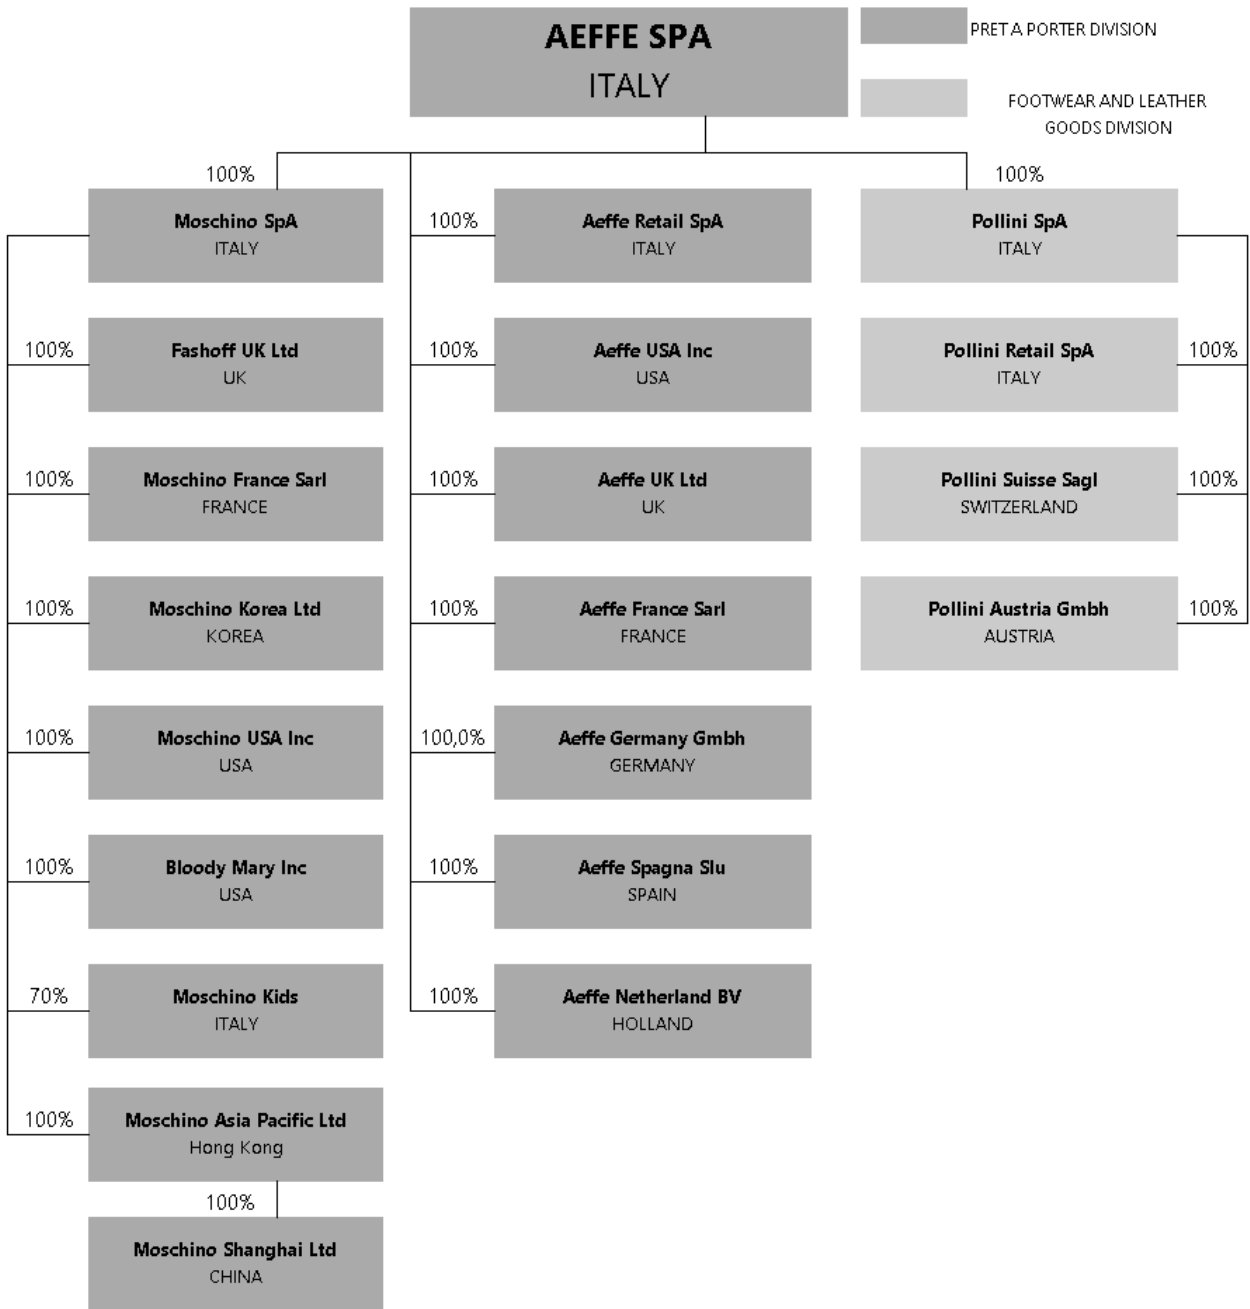 AEFFE SPA
ITALY
PRET A PORTER DIVISION
FOOTWEAR AND LEATHER
GOODS DIVISION
100%
Moschino SpA
ITALY
100%
Fashoff UK Ltd
UK
100%
Moschino France Sarl
FRANCE
100%
Moschino Korea Ltd
KOREA
100%
Moschino USA Inc
USA
100%
Bloody Mary Inc
USA
70%
Moschino Kids
ITALY
100%
Moschino Asia Pacific Ltd
Hong Kong
100%
Moschino Shanghai Ltd
CHINA
100%
Aeffe Retail SpA
ITALY
100%
Aeffe USA Inc
USA
100%
Aeffe UK Ltd
UK
100%
Aeffe France Sarl
FRANCE
100,0%
Aeffe Germany Gmbh
GERMANY
100%
Aeffe Spagna Slu
SPAIN
100%
Aeffe Netherland BV
HOLLAND
100%
Pollini SpA
ITALY
Pollini Retail SpA
ITALY
100%
Pollini Suisse Sagl
SWITZERLAND
100%
Pollini Austria Gmbh
AUSTRIA
100%